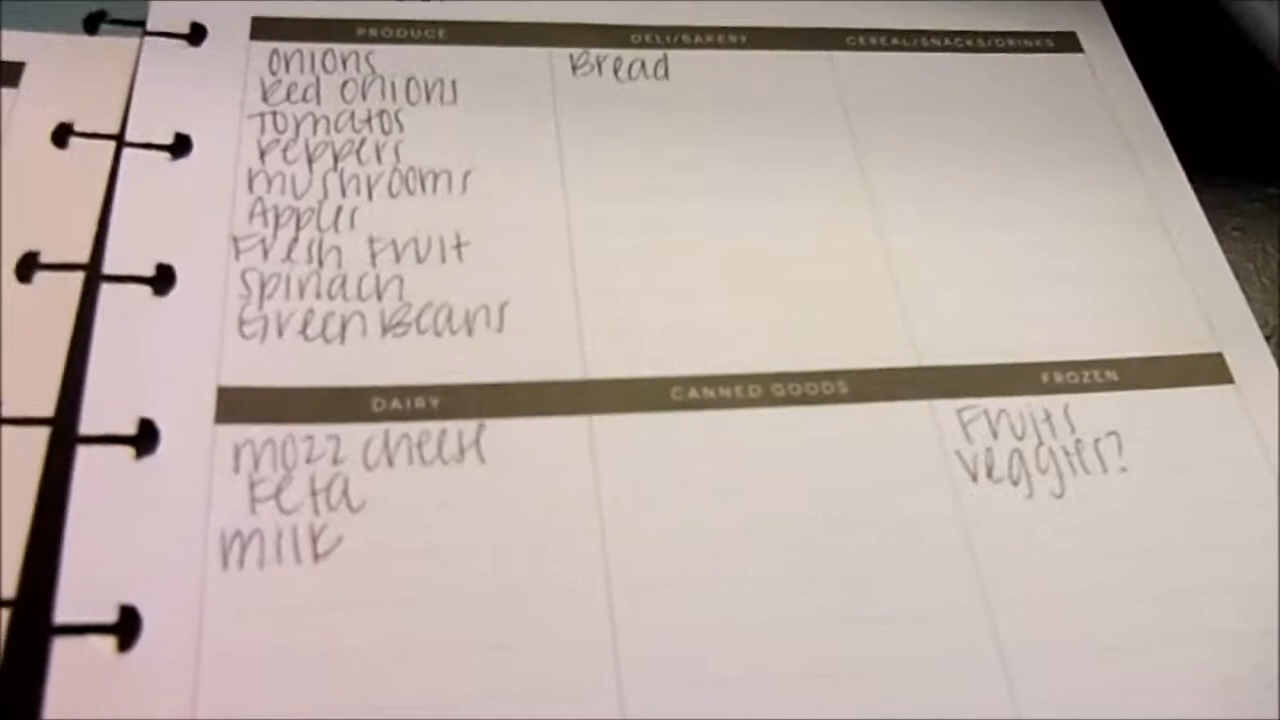 PRODUCE
DELI/BAKERY
CEREAL/SNACKS/DRINKS
onions
Red onions
Tomatos
Peppers
mushrooms
Apples
Fresh Fruit
Spinach
Green Beans
Bread
DAIRY
CANNED GOODS
FROZEN
mozz cheese
Feta
milk
Fruits
veggies?